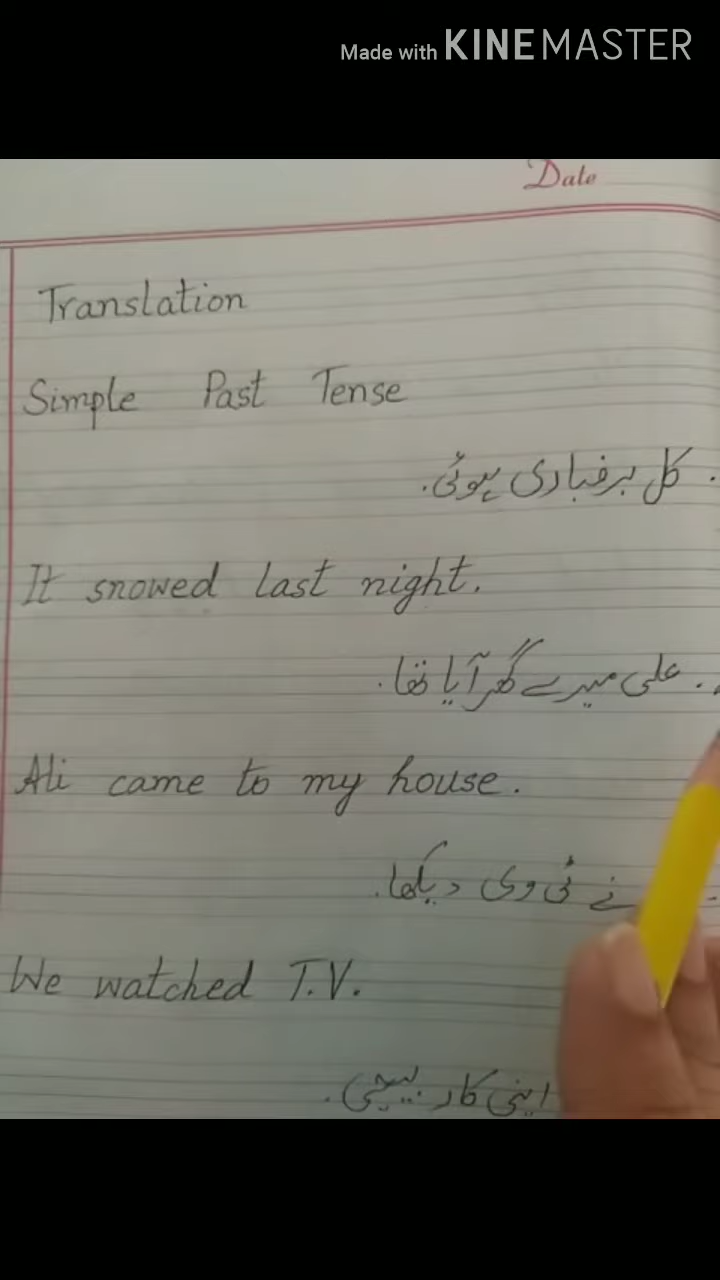 Made with KINEMASTER
Date
Translation
Simple Past Tense
کل برفباری ہوئی.
It snowed last night.
علی میرے گھر آیا تھا.
Ali came to my house.
نے ٹی وی دیکھا.
We watched T.V.
اپنی کار بیچی.